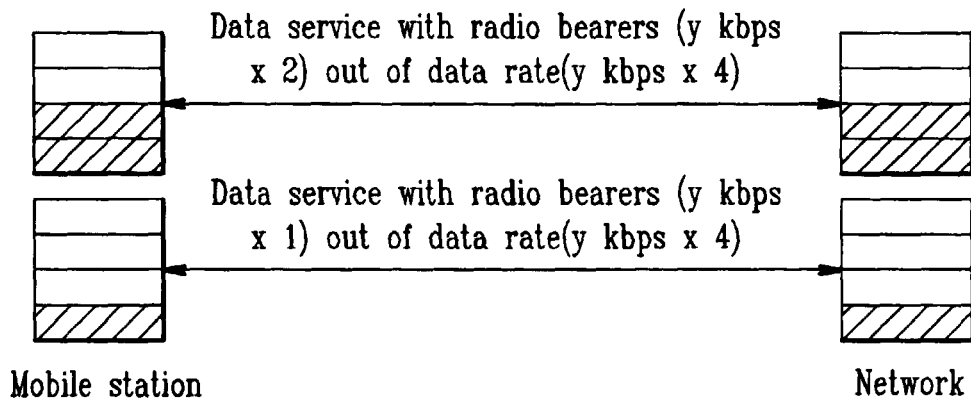 Data service with radio bearers (y kbps
x 2) out of data rate(y kbps x 4)
Data service with radio bearers (y kbps
x 1) out of data rate(y kbps x 4)
Mobile station
Network